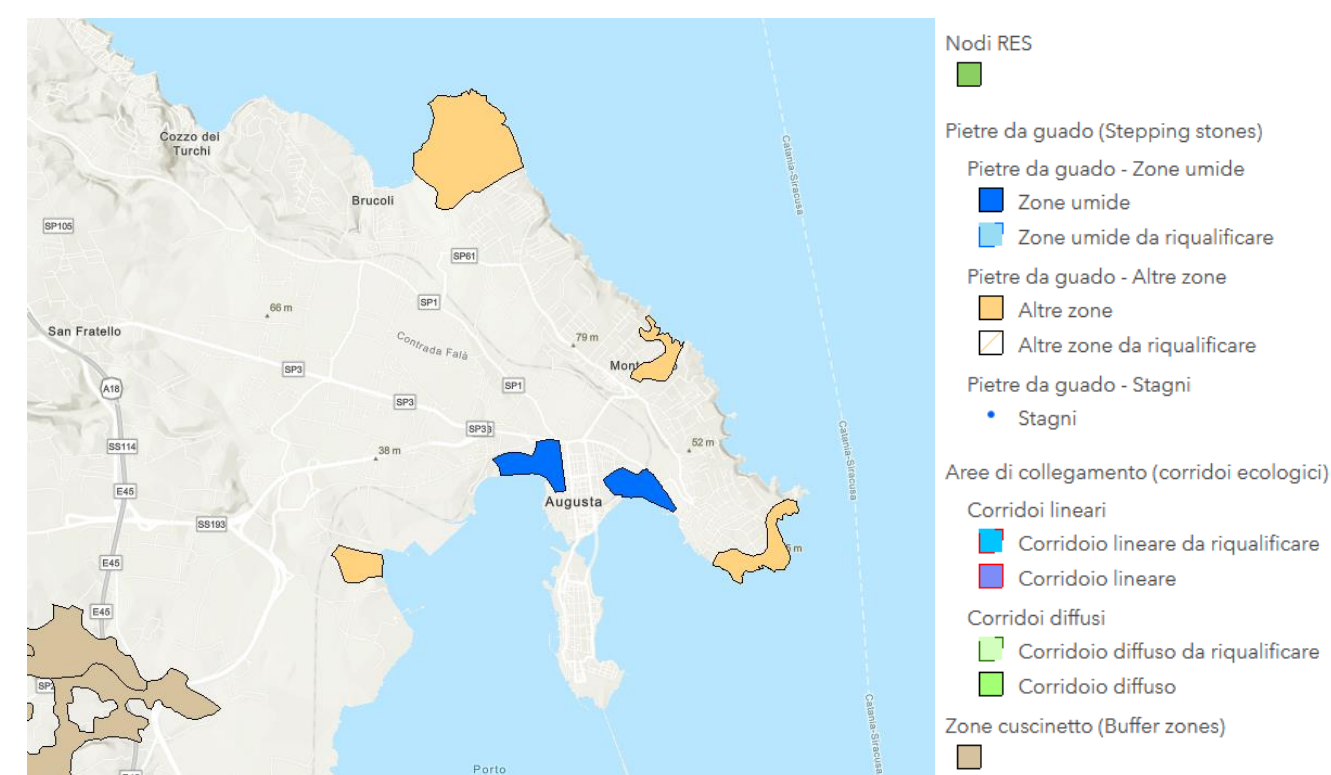 Cozzo dei
Turchi
Brucoli
SP105
SP61
66 m
SP1
San Fratello
Contrada Falà
79 m
SP3
Mont
A18
SP1
SP3
SP3
52 m
SS114
38 m
E45
Augusta
SS193
E45
E45
Porto
Catania-Siracusa
Catania-Siracusa
Catania-Siracusa
Nodi RES
Pietre da guado (Stepping stones)
Pietre da guado - Zone umide
Zone umide
Zone umide da riqualificare
Pietre da guado - Altre zone
Altre zone
Altre zone da riqualificare
Pietre da guado - Stagni
Stagni
Aree di collegamento (corridoi ecologici)
Corridoi lineari
Corridoio lineare da riqualificare
Corridoio lineare
Corridoi diffusi
Corridoio diffuso da riqualificare
Corridoio diffuso
Zone cuscinetto (Buffer zones)